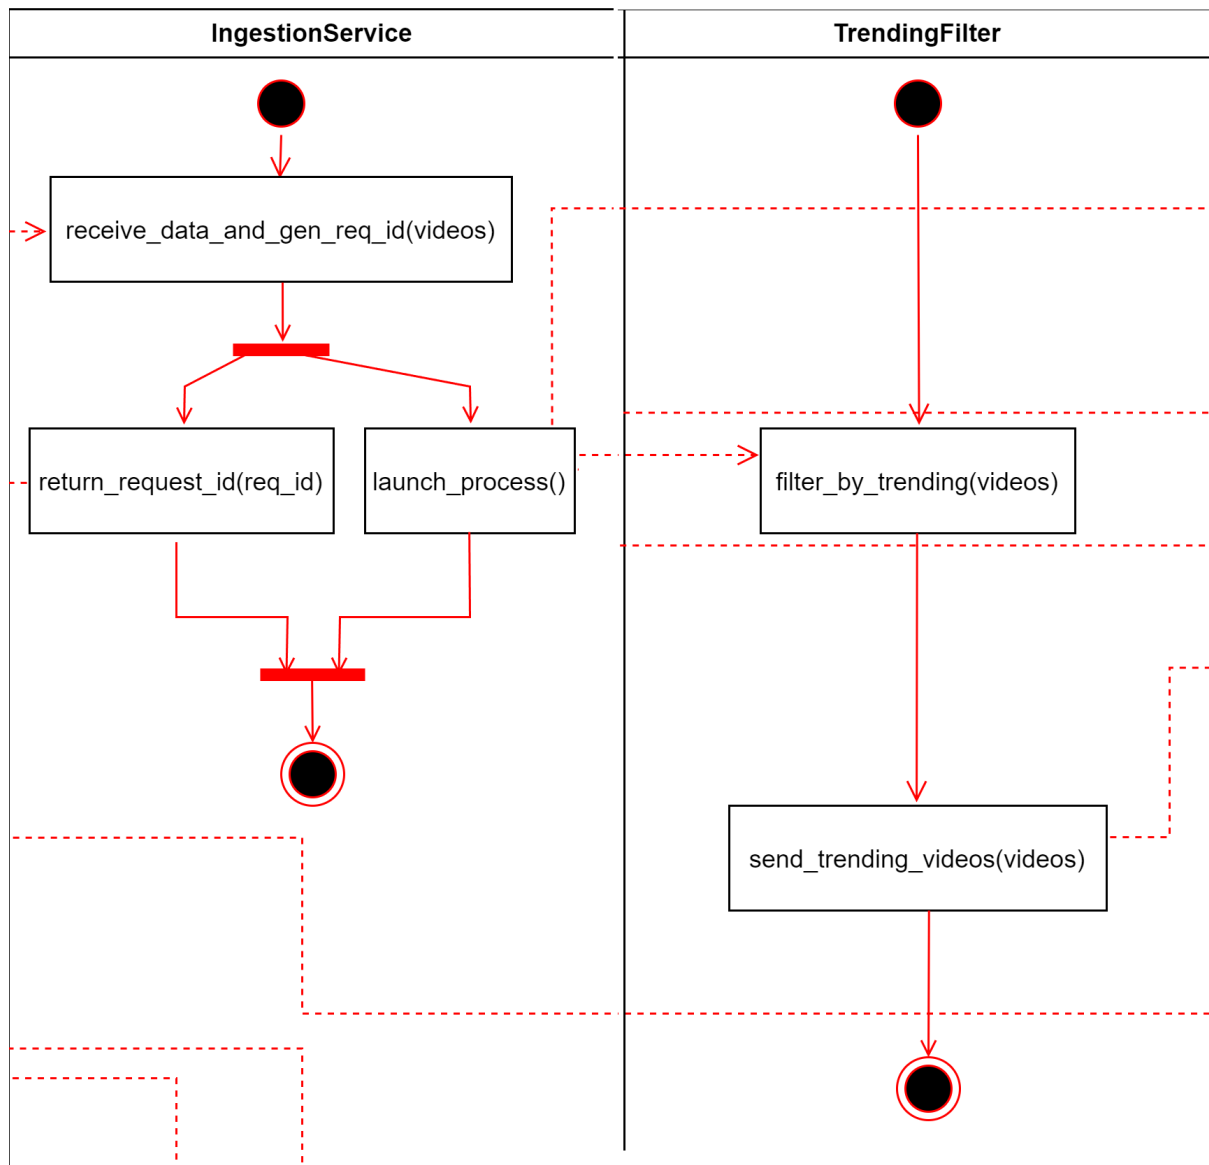 IngestionService
TrendingFilter
receive_data_and_gen_req_id(videos)
return_request_id(req_id)
launch_process()
filter_by_trending(videos)
send_trending_videos(videos)